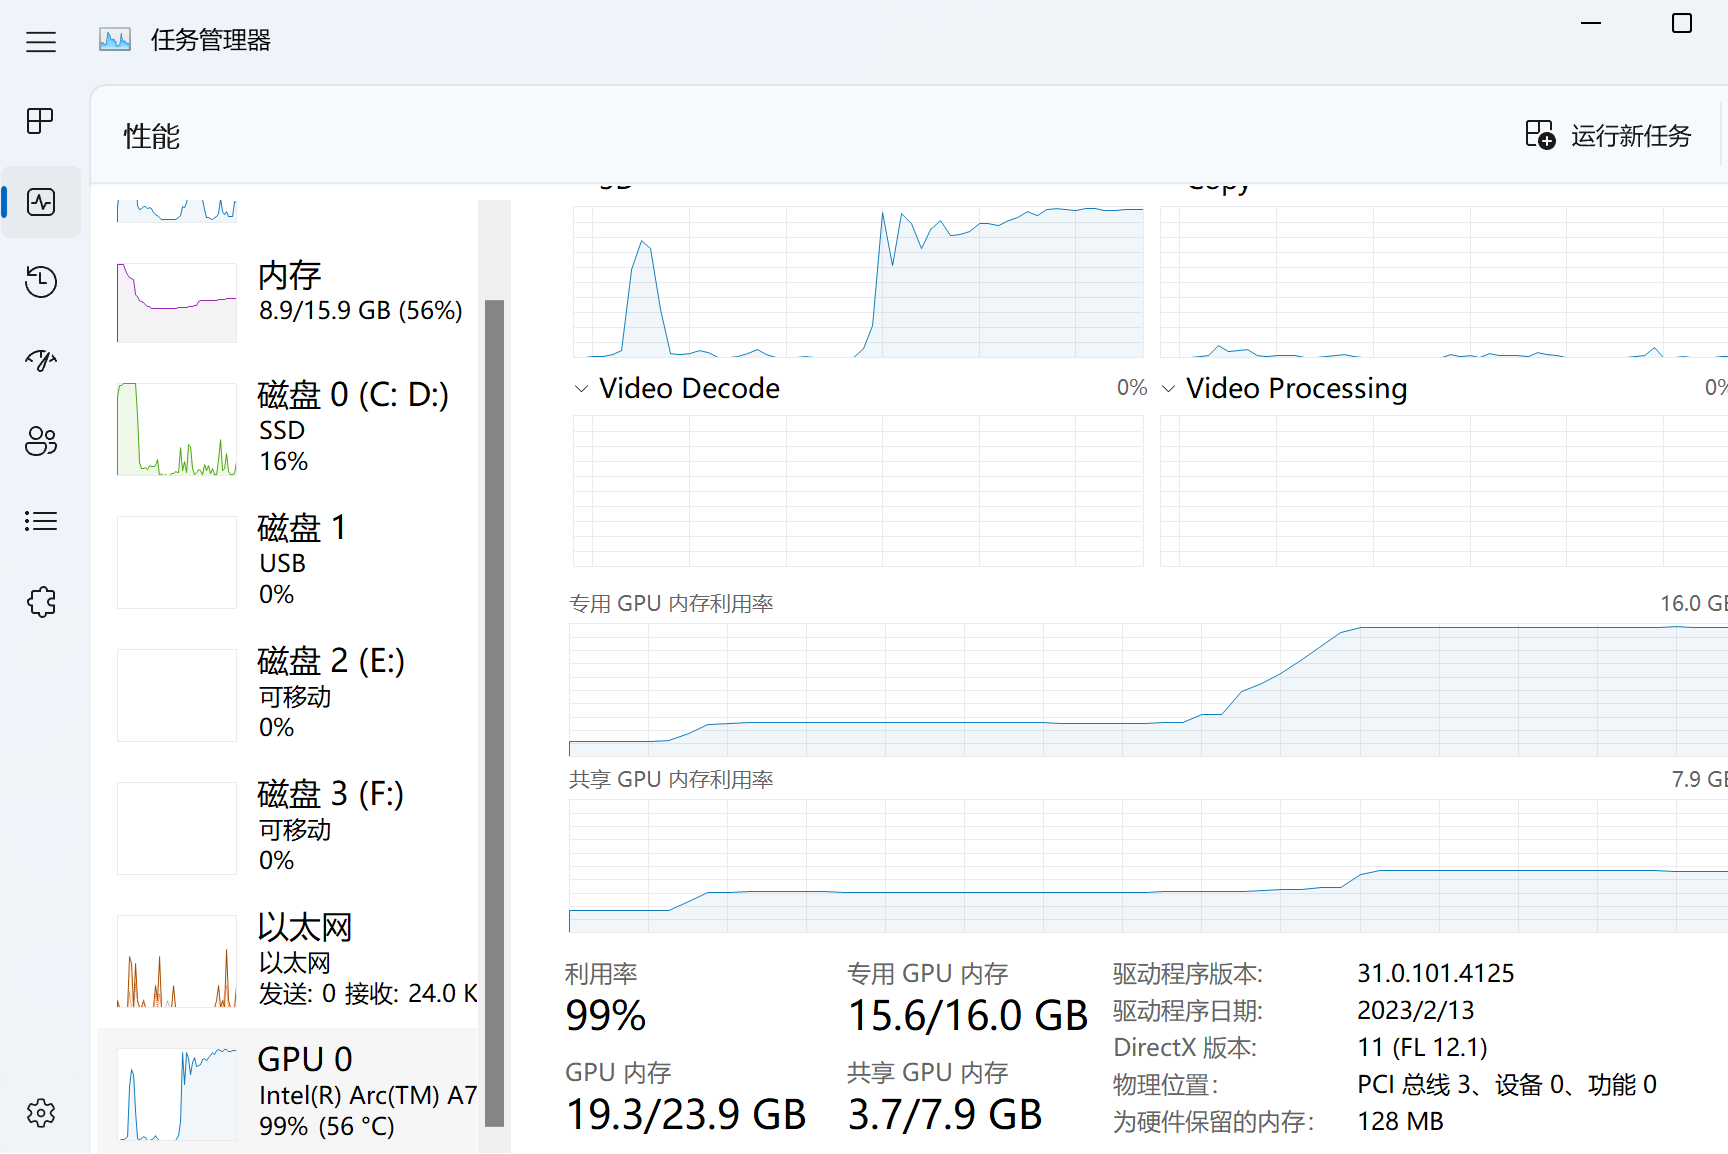 任务管理器
性能
运行新任务
内存
8.9/15.9 GB (56%)
磁盘 0 (C: D:)
SSD
16%
磁盘 1
USB
0%
磁盘 2 (E:)
可移动
0%
磁盘 3 (F:)
可移动
0%
以太网
以太网
发送: 0 接收: 24.0 K
GPU 0
Intel(R) Arc(TM) A7
99% (56 °C)
3D
Copy
Video Decode 0%
Video Processing 0%
专用 GPU 内存利用率 16.0 GB
共享 GPU 内存利用率 7.9 GB
利用率
99%
专用 GPU 内存
15.6/16.0 GB
GPU 内存
19.3/23.9 GB
共享 GPU 内存
3.7/7.9 GB
驱动程序版本: 31.0.101.4125
驱动程序日期: 2023/2/13
DirectX 版本: 11 (FL 12.1)
物理位置: PCI 总线 3、设备 0、功能 0
为硬件保留的内存: 128 MB